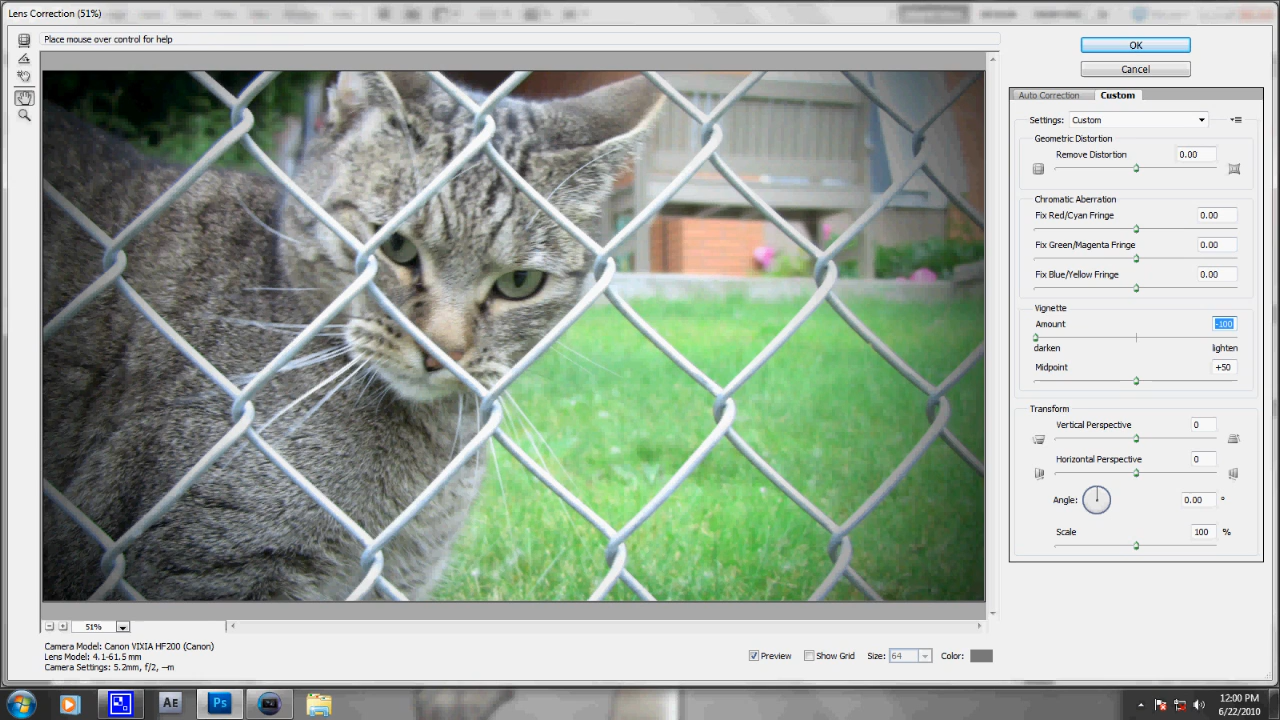 Lens Correction (51%)
Place mouse over control for help
OK
Cancel
Auto Correction Custom
Settings: Custom
Geometric Distortion
Remove Distortion 0.00
Chromatic Aberration
Fix Red/Cyan Fringe 0.00
Fix Green/Magenta Fringe 0.00
Fix Blue/Yellow Fringe 0.00
Vignette
Amount -100
darken lighten
Midpoint +50
Transform
Vertical Perspective 0
Horizontal Perspective 0
Angle: 0.00 °
Scale 100 %
51%
Camera Model: Canon VIXIA HF200 (Canon)
Lens Model: 4.1-61.5 mm
Camera Settings: 5.2mm, f/2, --m
Preview Show Grid Size: 64 Color:
AE Ps
12:00 PM
6/22/2010